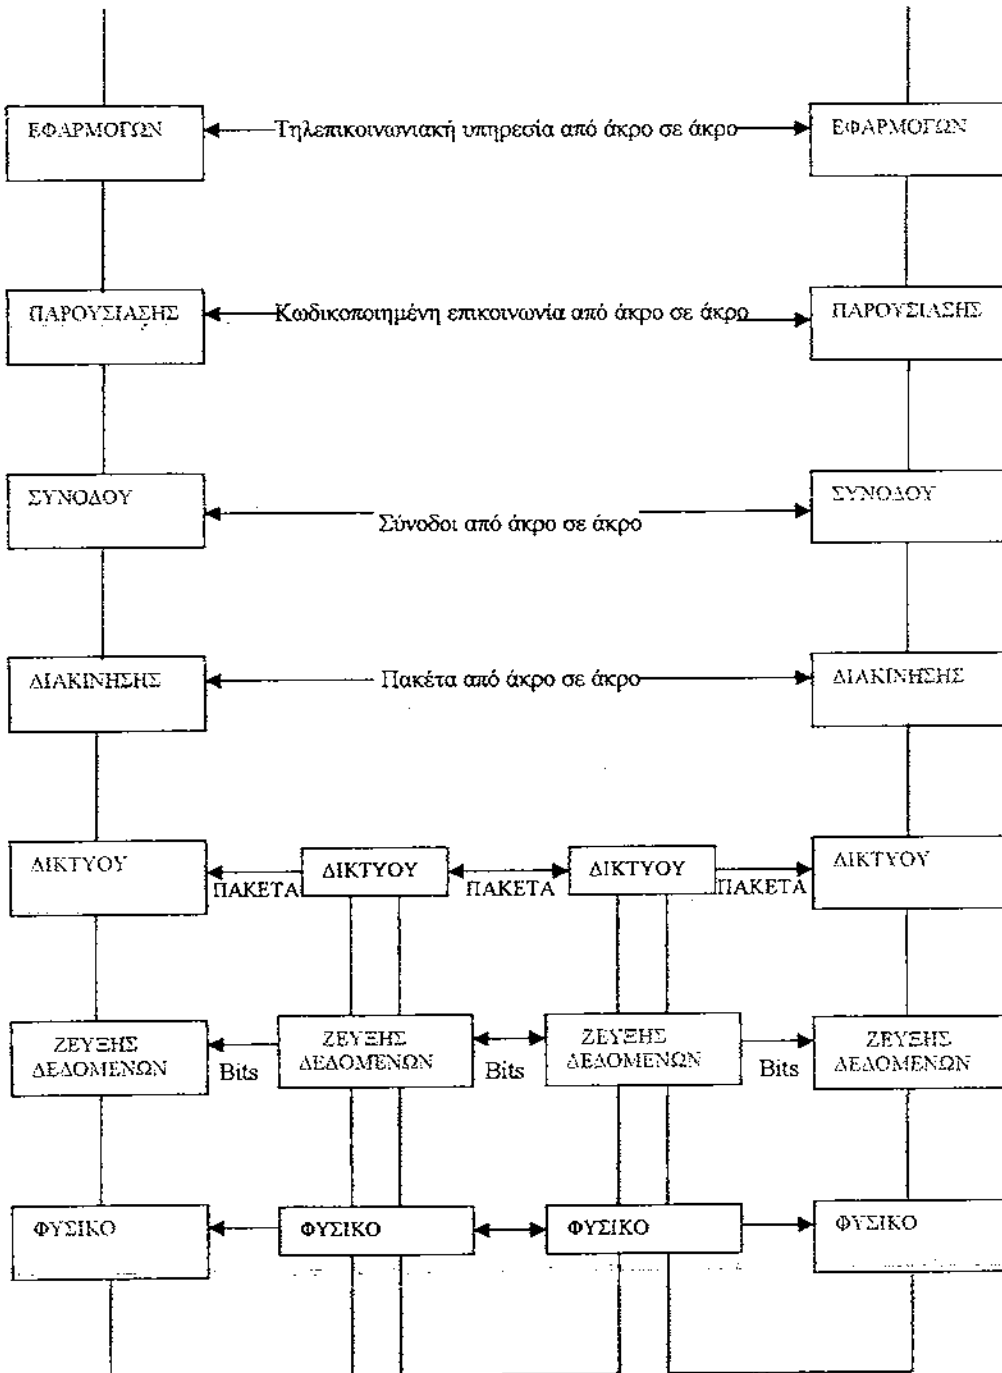 ΕΦΑΡΜΟΓΩΝ
Τηλεπικοινωνιακή υπηρεσία από άκρο σε άκρο
ΕΦΑΡΜΟΓΩΝ
ΠΑΡΟΥΣΙΑΣΗΣ
Κωδικοποιημένη επικοινωνία από άκρο σε άκρο
ΠΑΡΟΥΣΙΑΣΗΣ
ΣΥΝΟΔΟΥ
Σύνοδοι από άκρο σε άκρο
ΣΥΝΟΔΟΥ
ΔΙΑΚΙΝΗΣΗΣ
Πακέτα από άκρο σε άκρο
ΔΙΑΚΙΝΗΣΗΣ
ΔΙΚΤΥΟΥ
ΠΑΚΕΤΑ
ΔΙΚΤΥΟΥ
ΠΑΚΕΤΑ
ΔΙΚΤΥΟΥ
ΠΑΚΕΤΑ
ΔΙΚΤΥΟΥ
ΖΕΥΞΗΣ
ΔΕΔΟΜΕΝΩΝ
Bits
ΖΕΥΞΗΣ
ΔΕΔΟΜΕΝΩΝ
Bits
ΖΕΥΞΗΣ
ΔΕΔΟΜΕΝΩΝ
Bits
ΖΕΥΞΗΣ
ΔΕΔΟΜΕΝΩΝ
ΦΥΣΙΚΟ
ΦΥΣΙΚΟ
ΦΥΣΙΚΟ
ΦΥΣΙΚΟ